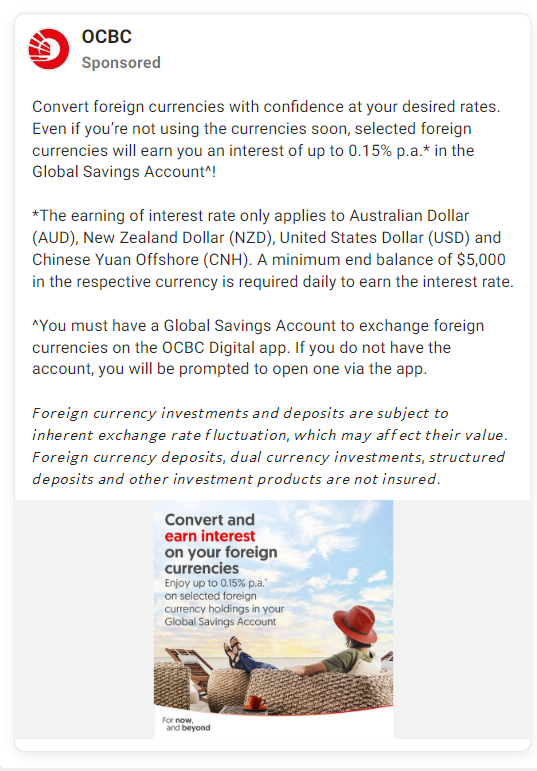 OCBC
Sponsored
Convert foreign currencies with confidence at your desired rates.
Even if you’re not using the currencies soon, selected foreign
currencies will earn you an interest of up to 0.15% p.a.* in the
Global Savings Account^!
*The earning of interest rate only applies to Australian Dollar
(AUD), New Zealand Dollar (NZD), United States Dollar (USD) and
Chinese Yuan Offshore (CNH). A minimum end balance of $5,000
in the respective currency is required daily to earn the interest rate.
^You must have a Global Savings Account to exchange foreign
currencies on the OCBC Digital app. If you do not have the
account, you will be prompted to open one via the app.
Foreign currency investments and deposits are subject to
inherent exchange rate fluctuation, which may affect their value.
Foreign currency deposits, dual currency investments, structured
deposits and other investment products are not insured.
Convert and
earn interest
on your foreign
currencies
Enjoy up to 0.15% p.a.*
on selected foreign
currency holdings in your
Global Savings Account
For now,
and beyond